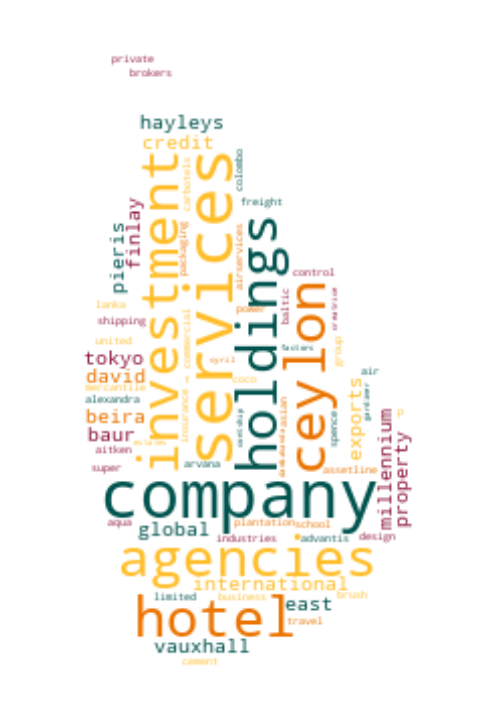 private
brokers
hayleys
credit
investment
services
carbotels
colombo
freight
holdings
finlay
pieris
packaging
airservices
control
ceylon
baltic
lanka
power
shipping
commercial
factors
united
group
tokyo
cyril
air
david
coco
mercantile
gardiner
alexandra
exports
beira
insurance
asian
spence
millennium
property
baur
aitken
arvana
super
assetline
company
aqua
global
plantation
school
industries
advantis
design
agencies
international
limited
business
brush
east
hotel
travel
vauxhall
cement